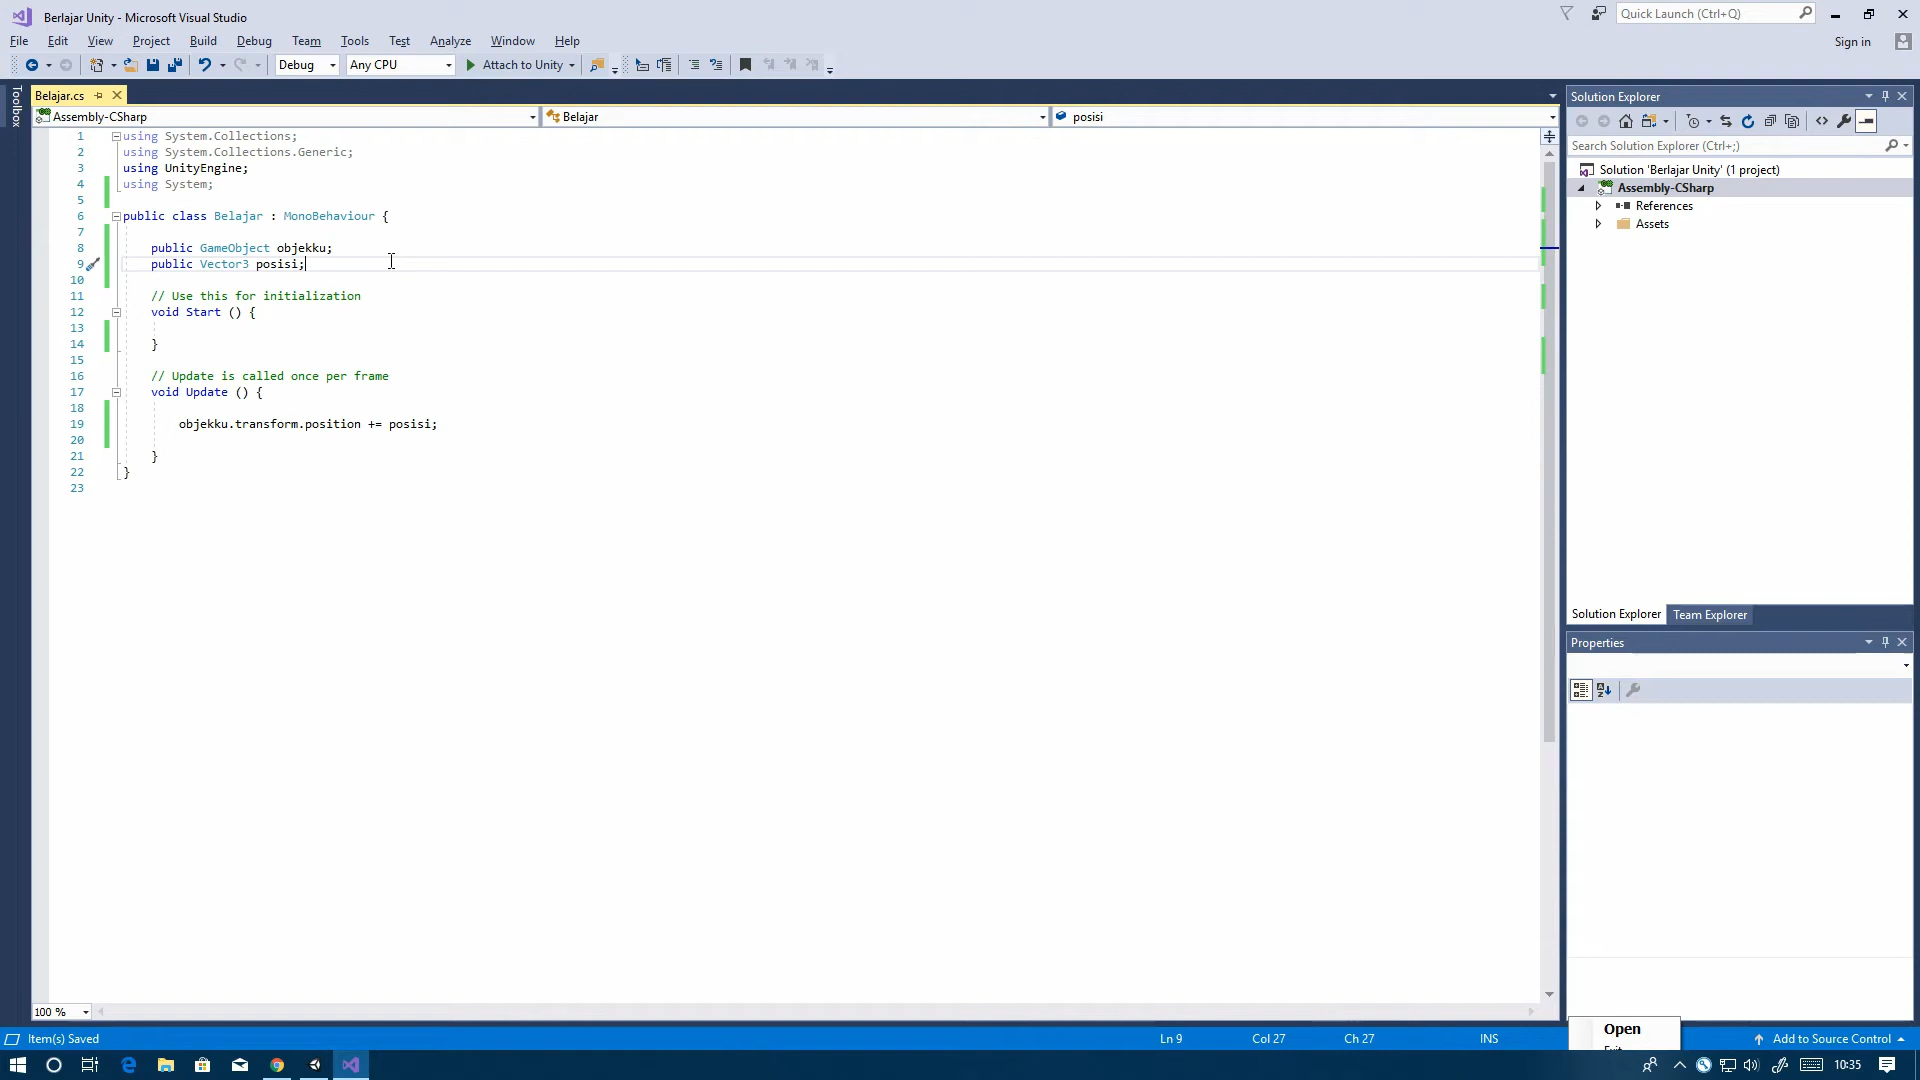 Berlajar Unity - Microsoft Visual Studio
Quick Launch (Ctrl+Q)
File Edit View Project Build Debug Team Tools Test Analyze Window Help
Sign in
Debug Any CPU Attach to Unity
Toolbox
Belajar.cs
Assembly-CSharp Belajar posisi
1 using System.Collections;
2 using System.Collections.Generic;
3 using UnityEngine;
4 using System;
5
6 public class Belajar : MonoBehaviour {
7
8 public GameObject objekku;
9 public Vector3 posisi;
10
11 // Use this for initialization
12 void Start () {
13
14 }
15
16 // Update is called once per frame
17 void Update () {
18
19 objekku.transform.position += posisi;
20
21 }
22 }
23
100 %
Solution Explorer
Search Solution Explorer (Ctrl+;)
Solution 'Berlajar Unity' (1 project)
Assembly-CSharp
References
Assets
Solution Explorer Team Explorer
Properties
Open
Item(s) Saved Ln 9 Col 27 Ch 27 INS Add to Source Control
10:35